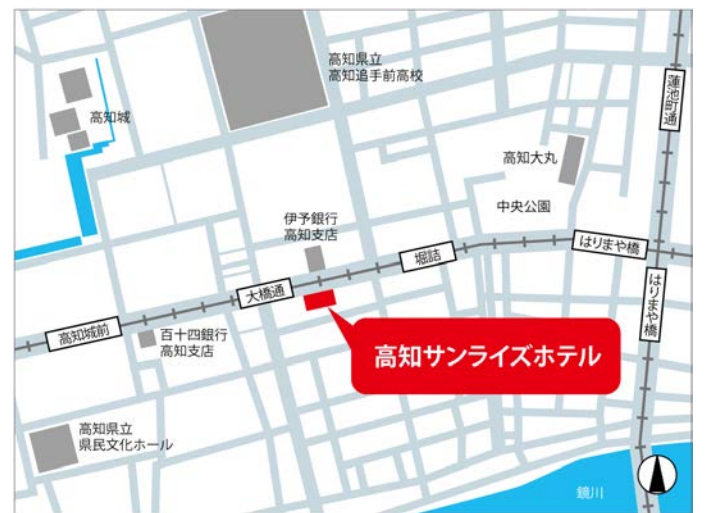 高知県立
高知追手前高校
蓮池町通
高知城
高知大丸
中央公園
伊予銀行
高知支店
はりまや橋
堀詰
はりまや橋
大橋通
高知城前
百十四銀行
高知支店
高知サンライズホテル
高知県立
県民文化ホール
鏡川